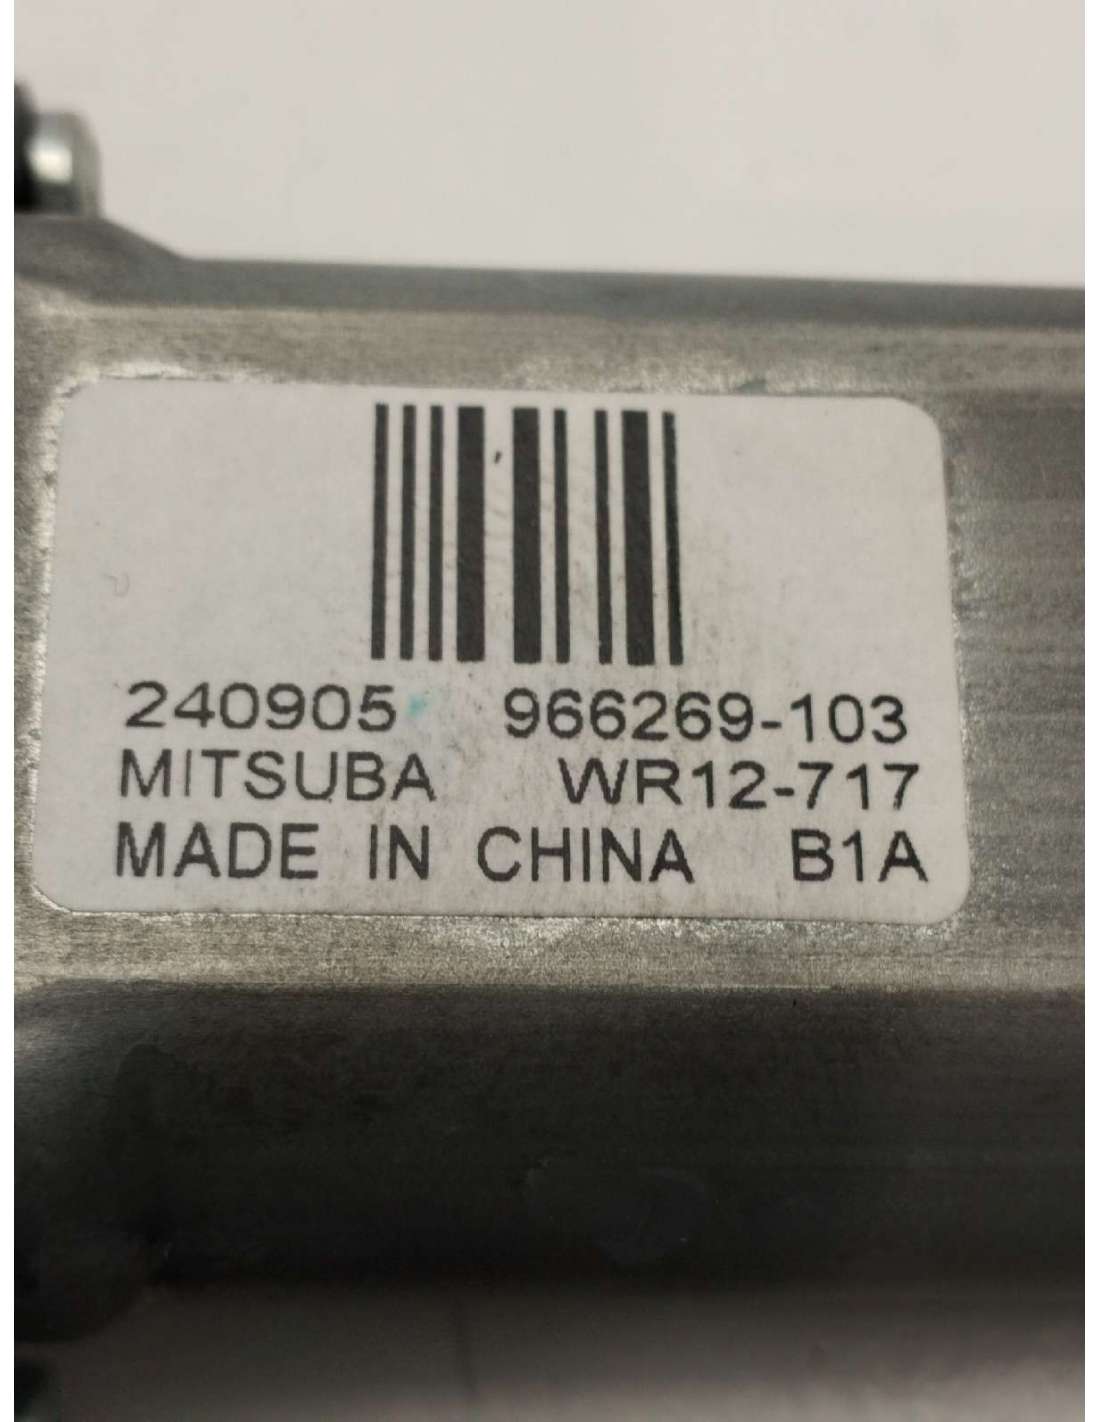 240905 966269-103
MITSUBA WR12-717
MADE IN CHINA B1A